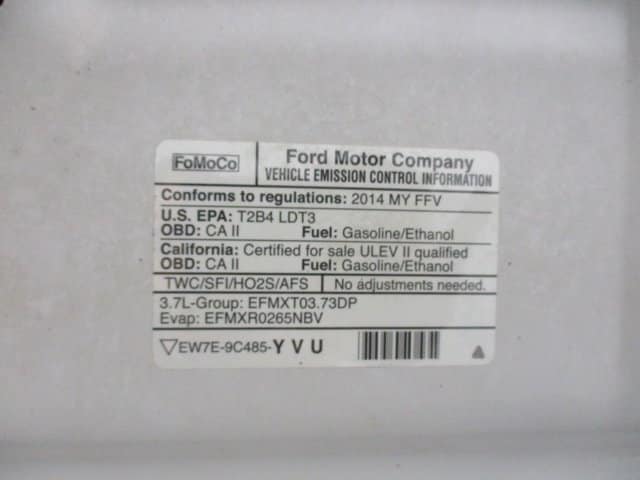 FoMoCo
Ford Motor Company
VEHICLE EMISSION CONTROL INFORMATION
Conforms to regulations: 2014 MY FFV
U.S. EPA: T2B4 LDT3
OBD: CA II Fuel: Gasoline/Ethanol
California: Certified for sale ULEV II qualified
OBD: CA II Fuel: Gasoline/Ethanol
TWC/SFI/HO2S/AFS No adjustments needed.
3.7L-Group: EFMXT03.73DP
Evap: EFMXR0265NBV
EW7E-9C485-Y V U